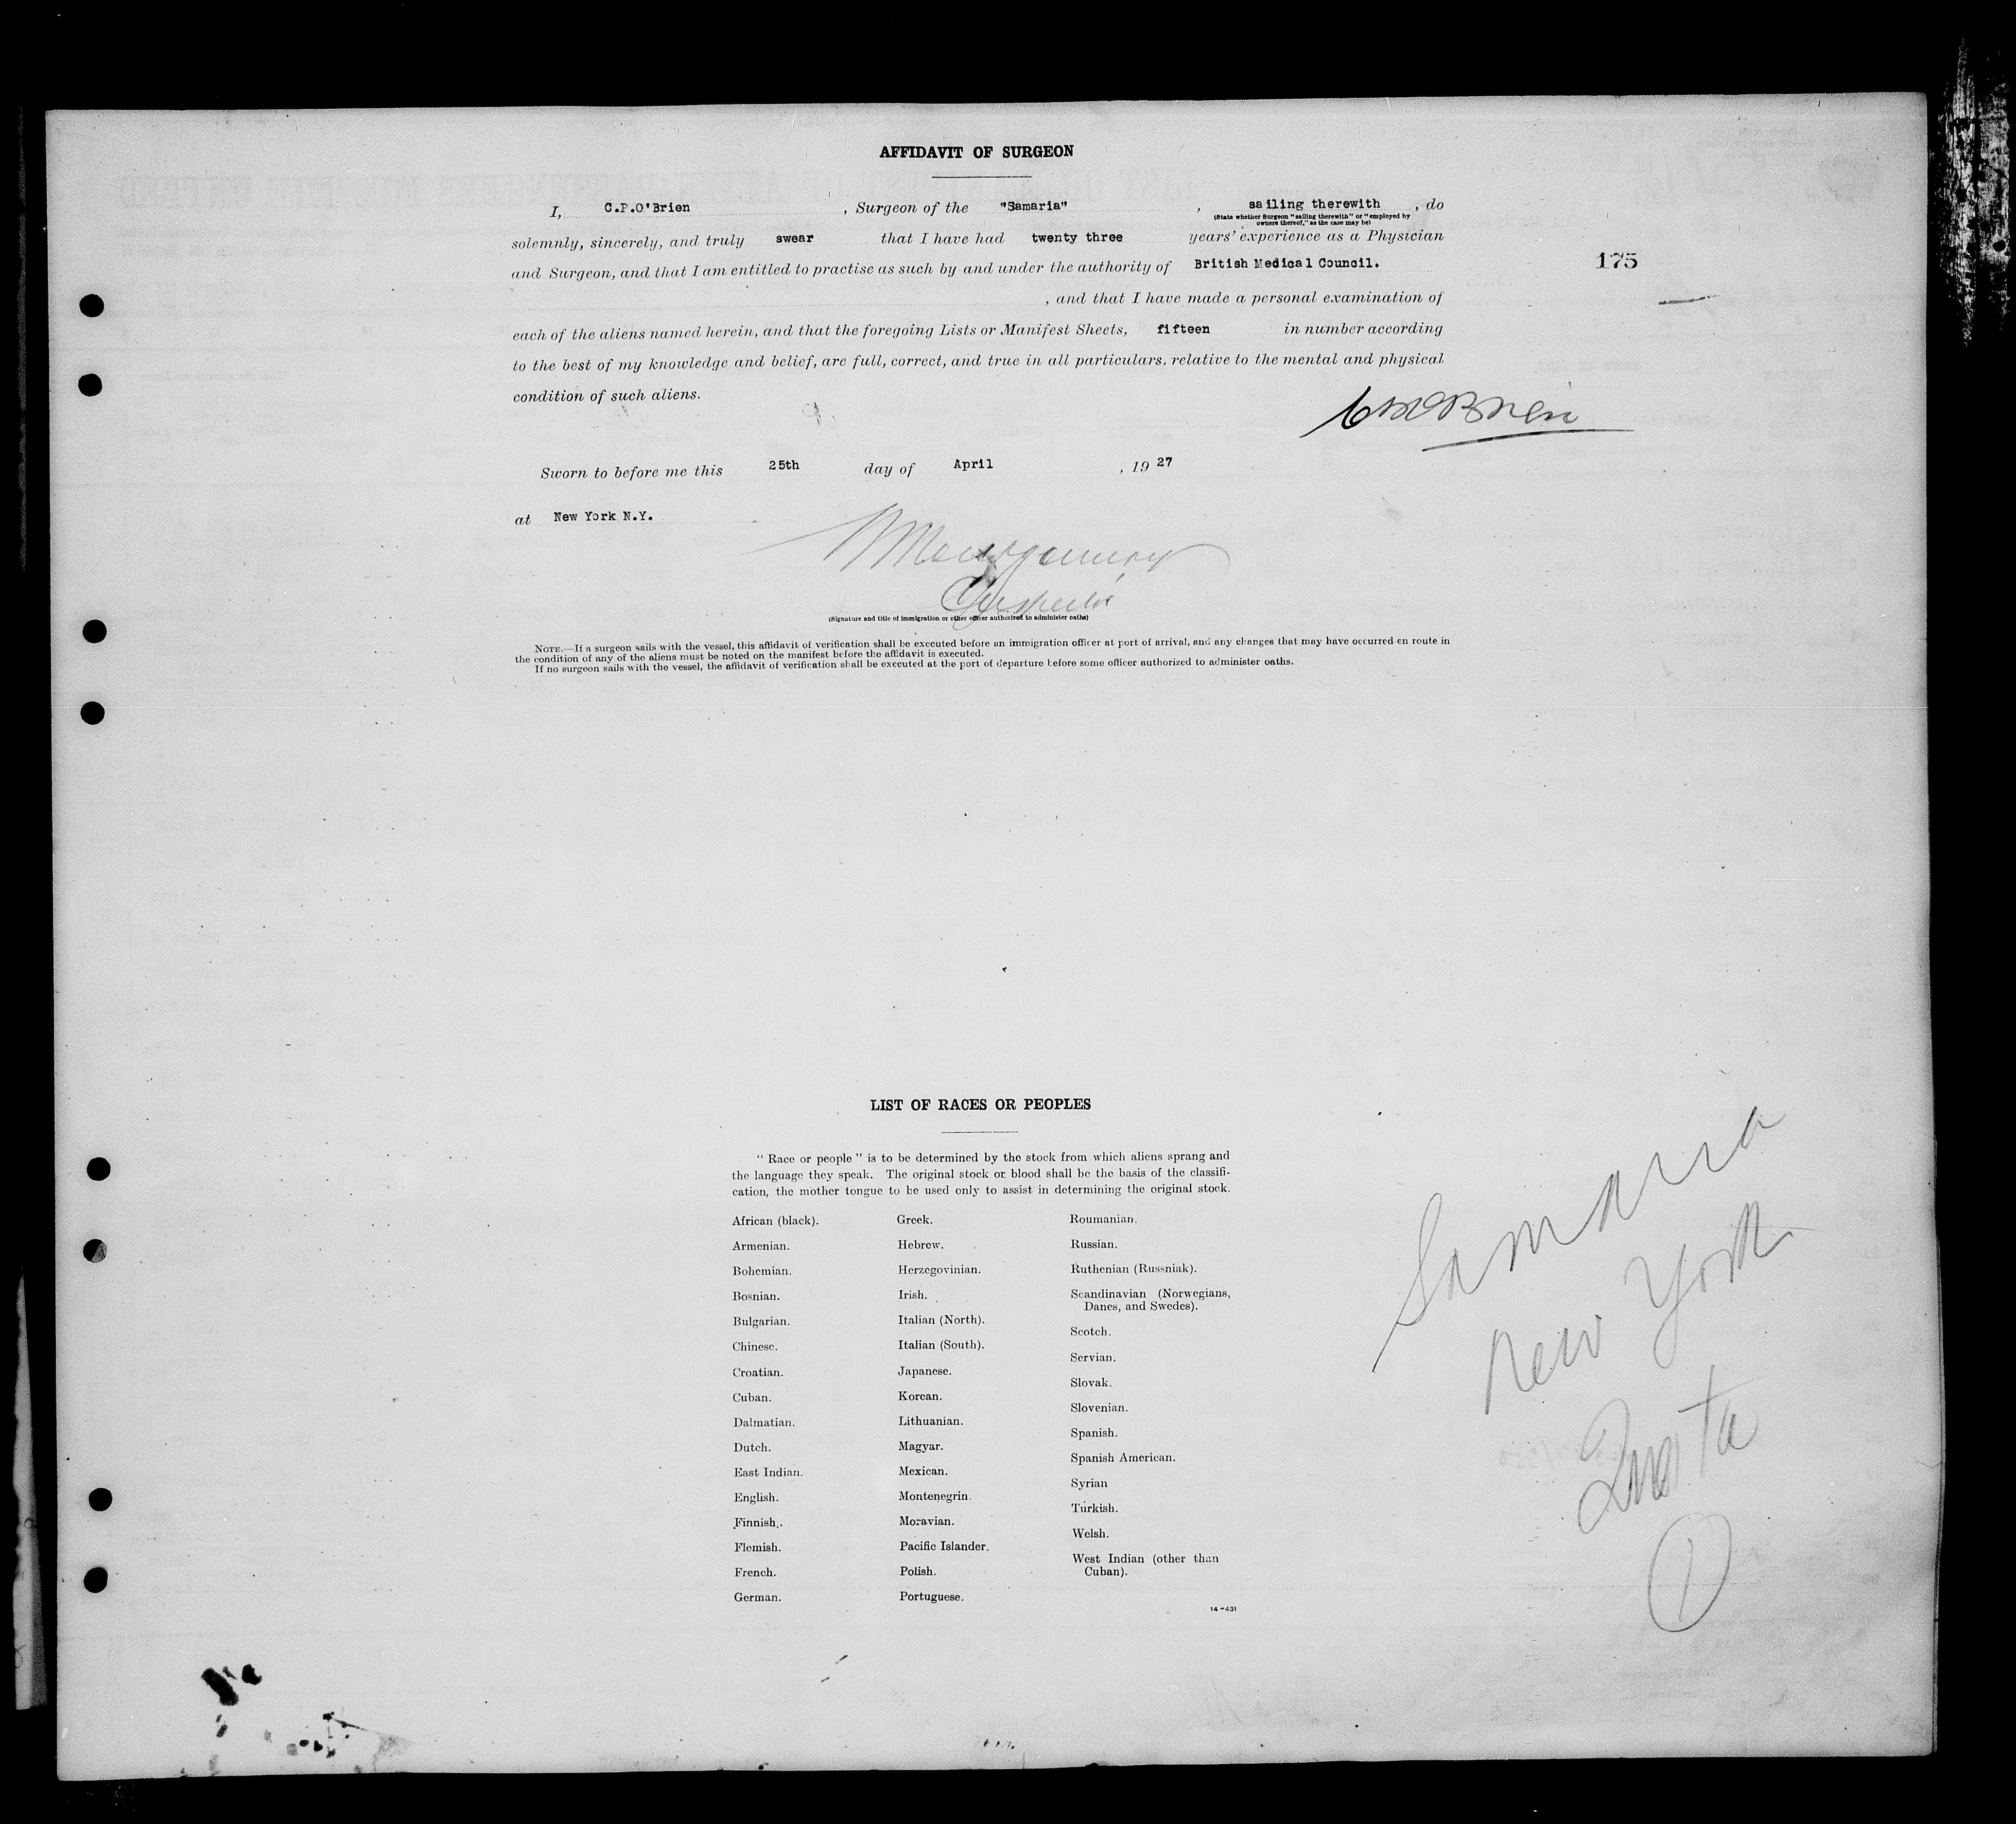 AFFIDAVIT OF SURGEON
I, C.P.O'Brien, Surgeon of the "Samaria", sailing therewith, do
(State whether Surgeon "sailing therewith" or "employed by
owners thereof," as the case may be)
solemnly, sincerely, and truly swear that I have had twenty three years' experience as a Physician
and Surgeon, and that I am entitled to practise as such by and under the authority of British Medical Council.
175
, and that I have made a personal examination of
each of the aliens named herein, and that the foregoing Lists or Manifest Sheets, fifteen in number according
to the best of my knowledge and belief, are full, correct, and true in all particulars, relative to the mental and physical
condition of such aliens.
O'Brien
Sworn to before me this 25th day of April, 19 27
at New York N.Y.
Montgomery
Inspector
(Signature and title of immigration or other officer authorized to administer oaths)
NOTE.—If a surgeon sails with the vessel, this affidavit of verification shall be executed before an immigration officer at port of arrival, and any changes that may have occurred en route in
the condition of any of the aliens must be noted on the manifest before the affidavit is executed.
If no surgeon sails with the vessel, the affidavit of verification shall be executed at the port of departure before some officer authorized to administer oaths.
LIST OF RACES OR PEOPLES
"Race or people" is to be determined by the stock from which aliens sprang and
the language they speak. The original stock or blood shall be the basis of the classifi-
cation, the mother tongue to be used only to assist in determining the original stock.
African (black).
Armenian.
Bohemian.
Bosnian.
Bulgarian.
Chinese.
Croatian.
Cuban.
Dalmatian.
Dutch.
East Indian.
English.
Finnish.
Flemish.
French.
German.
Greek.
Hebrew.
Herzegovinian.
Irish.
Italian (North).
Italian (South).
Japanese.
Korean.
Lithuanian.
Magyar.
Mexican.
Montenegrin.
Moravian.
Pacific Islander.
Polish.
Portuguese.
Roumanian.
Russian.
Ruthenian (Russniak).
Scandinavian (Norwegians,
Danes, and Swedes).
Scotch.
Servian.
Slovak.
Slovenian.
Spanish.
Spanish American.
Syrian
Turkish.
Welsh.
West Indian (other than
Cuban).
14-431
Samaria
New York
Quota
1